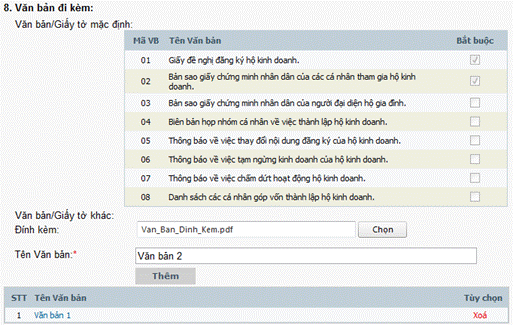 8. Văn bản đi kèm:
Văn bản/Giấy tờ mặc định:
Mã VB Tên Văn bản Bắt buộc
01 Giấy đề nghị đăng ký hộ kinh doanh.
02 Bản sao giấy chứng minh nhân dân của các cá nhân tham gia hộ kinh
doanh.
03 Bản sao giấy chứng minh nhân dân của người đại diện hộ gia đình.
04 Biên bản họp nhóm cá nhân về việc thành lập hộ kinh doanh.
05 Thông báo về việc thay đổi nội dung đăng ký của hộ kinh doanh.
06 Thông báo về việc tạm ngừng kinh doanh của hộ kinh doanh.
07 Thông báo về việc chấm dứt hoạt động hộ kinh doanh.
08 Danh sách các cá nhân góp vốn thành lập hộ kinh doanh.
Văn bản/Giấy tờ khác:
Đính kèm: Van_Ban_Dinh_Kem.pdf Chọn
Tên Văn bản:* Văn bản 2
Thêm
STT Tên Văn bản Tùy chọn
1 Văn bản 1 Xoá